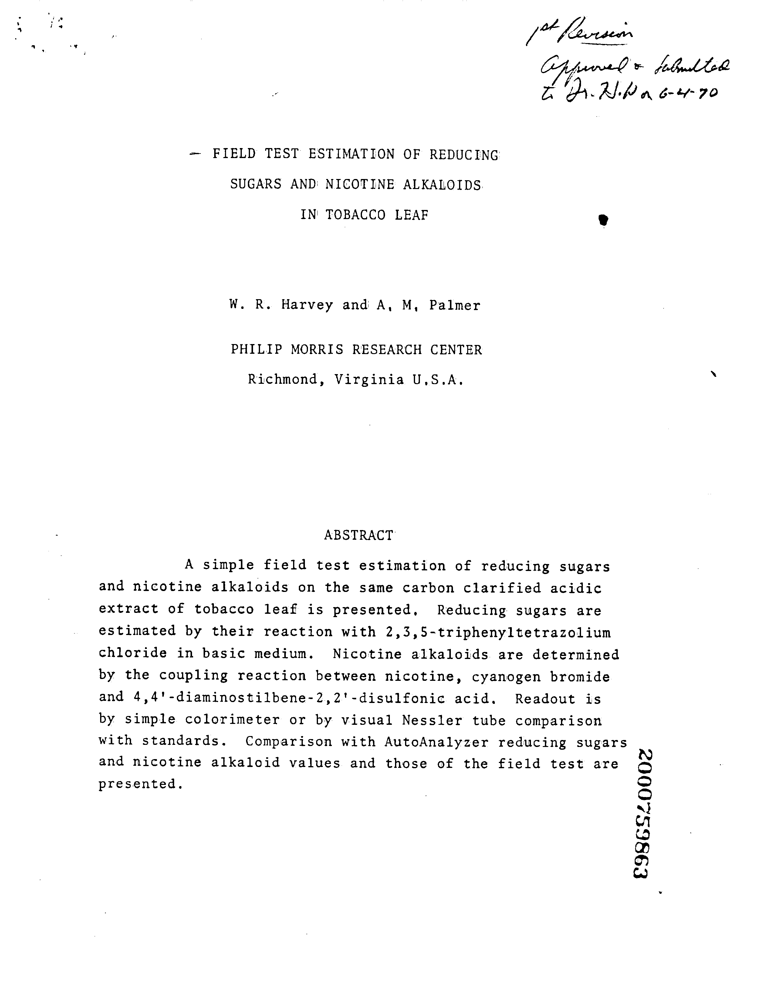 1st Revision
Approved & Submitted
to Dr. H.W on 6-4-70
— FIELD TEST ESTIMATION OF REDUCING
SUGARS AND NICOTINE ALKALOIDS
IN TOBACCO LEAF
W. R. Harvey and A. M. Palmer
PHILIP MORRIS RESEARCH CENTER
Richmond, Virginia U.S.A.
ABSTRACT
A simple field test estimation of reducing sugars
and nicotine alkaloids on the same carbon clarified acidic
extract of tobacco leaf is presented. Reducing sugars are
estimated by their reaction with 2,3,5-triphenyltetrazolium
chloride in basic medium. Nicotine alkaloids are determined
by the coupling reaction between nicotine, cyanogen bromide
and 4,4'-diaminostilbene-2,2'-disulfonic acid. Readout is
by simple colorimeter or by visual Nessler tube comparison
with standards. Comparison with AutoAnalyzer reducing sugars
and nicotine alkaloid values and those of the field test are
presented.
2000759863